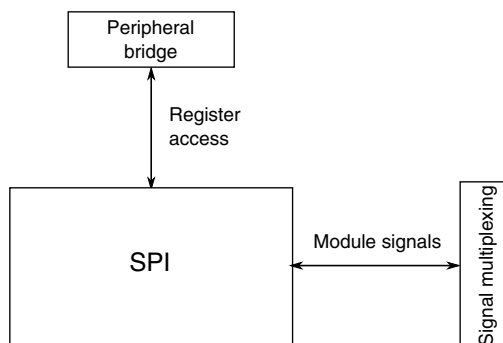 Peripheral
bridge
Register
access
SPI
Module signals
Signal multiplexing